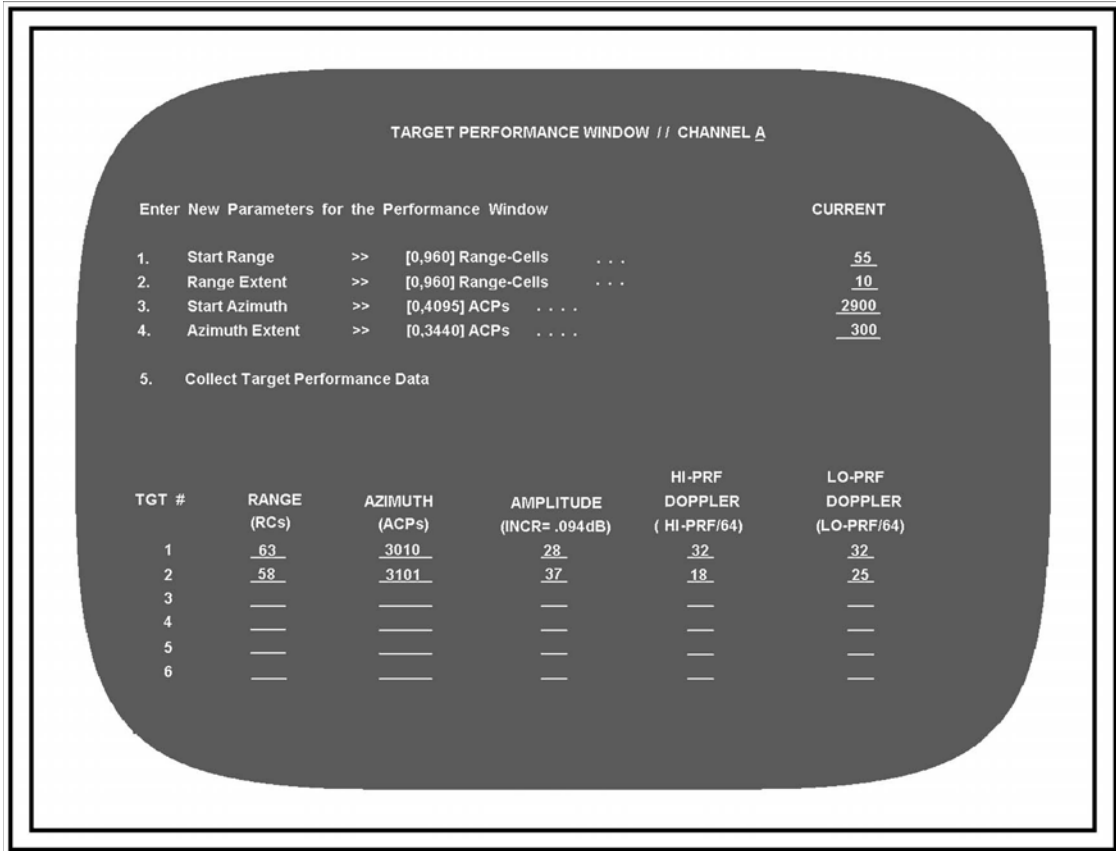 TARGET PERFORMANCE WINDOW // CHANNEL A
Enter New Parameters for the Performance Window CURRENT
1. Start Range >> [0,960] Range-Cells . . . 55
2. Range Extent >> [0,960] Range-Cells . . . 10
3. Start Azimuth >> [0,4095] ACPs . . . . 2900
4. Azimuth Extent >> [0,3440] ACPs . . . . 300
5. Collect Target Performance Data
HI-PRF LO-PRF
TGT # RANGE AZIMUTH AMPLITUDE DOPPLER DOPPLER
(RCs) (ACPs) (INCR= .094dB) ( HI-PRF/64) (LO-PRF/64)
1 63 3010 28 32 32
2 58 3101 37 18 25
3
4
5
6